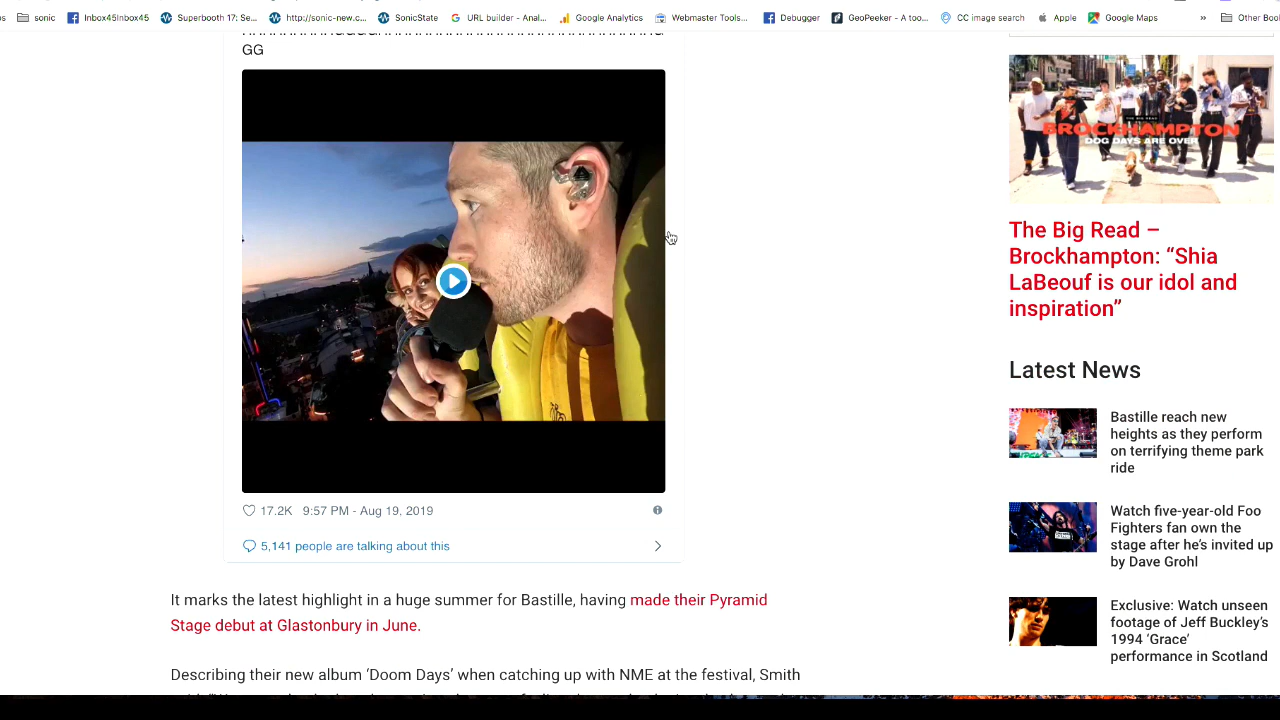 sonic
Inbox45Inbox45
Superbooth 17: Se...
http://sonic-new.c...
SonicState
URL builder - Anal...
Google Analytics
Webmaster Tools...
Debugger
GeoPeeker - A too...
CC image search
Apple
Google Maps
»
Other Boo
GG
17.2K 9:57 PM - Aug 19, 2019
5,141 people are talking about this
It marks the latest highlight in a huge summer for Bastille, having made their Pyramid
Stage debut at Glastonbury in June.
Describing their new album ‘Doom Days’ when catching up with NME at the festival, Smith
THE BIG READ
BROCKHAMPTON
DOG DAYS ARE OVER
The Big Read –
Brockhampton: “Shia
LaBeouf is our idol and
inspiration”
Latest News
Bastille reach new
heights as they perform
on terrifying theme park
ride
Watch five-year-old Foo
Fighters fan own the
stage after he’s invited up
by Dave Grohl
Exclusive: Watch unseen
footage of Jeff Buckley’s
1994 ‘Grace’
performance in Scotland